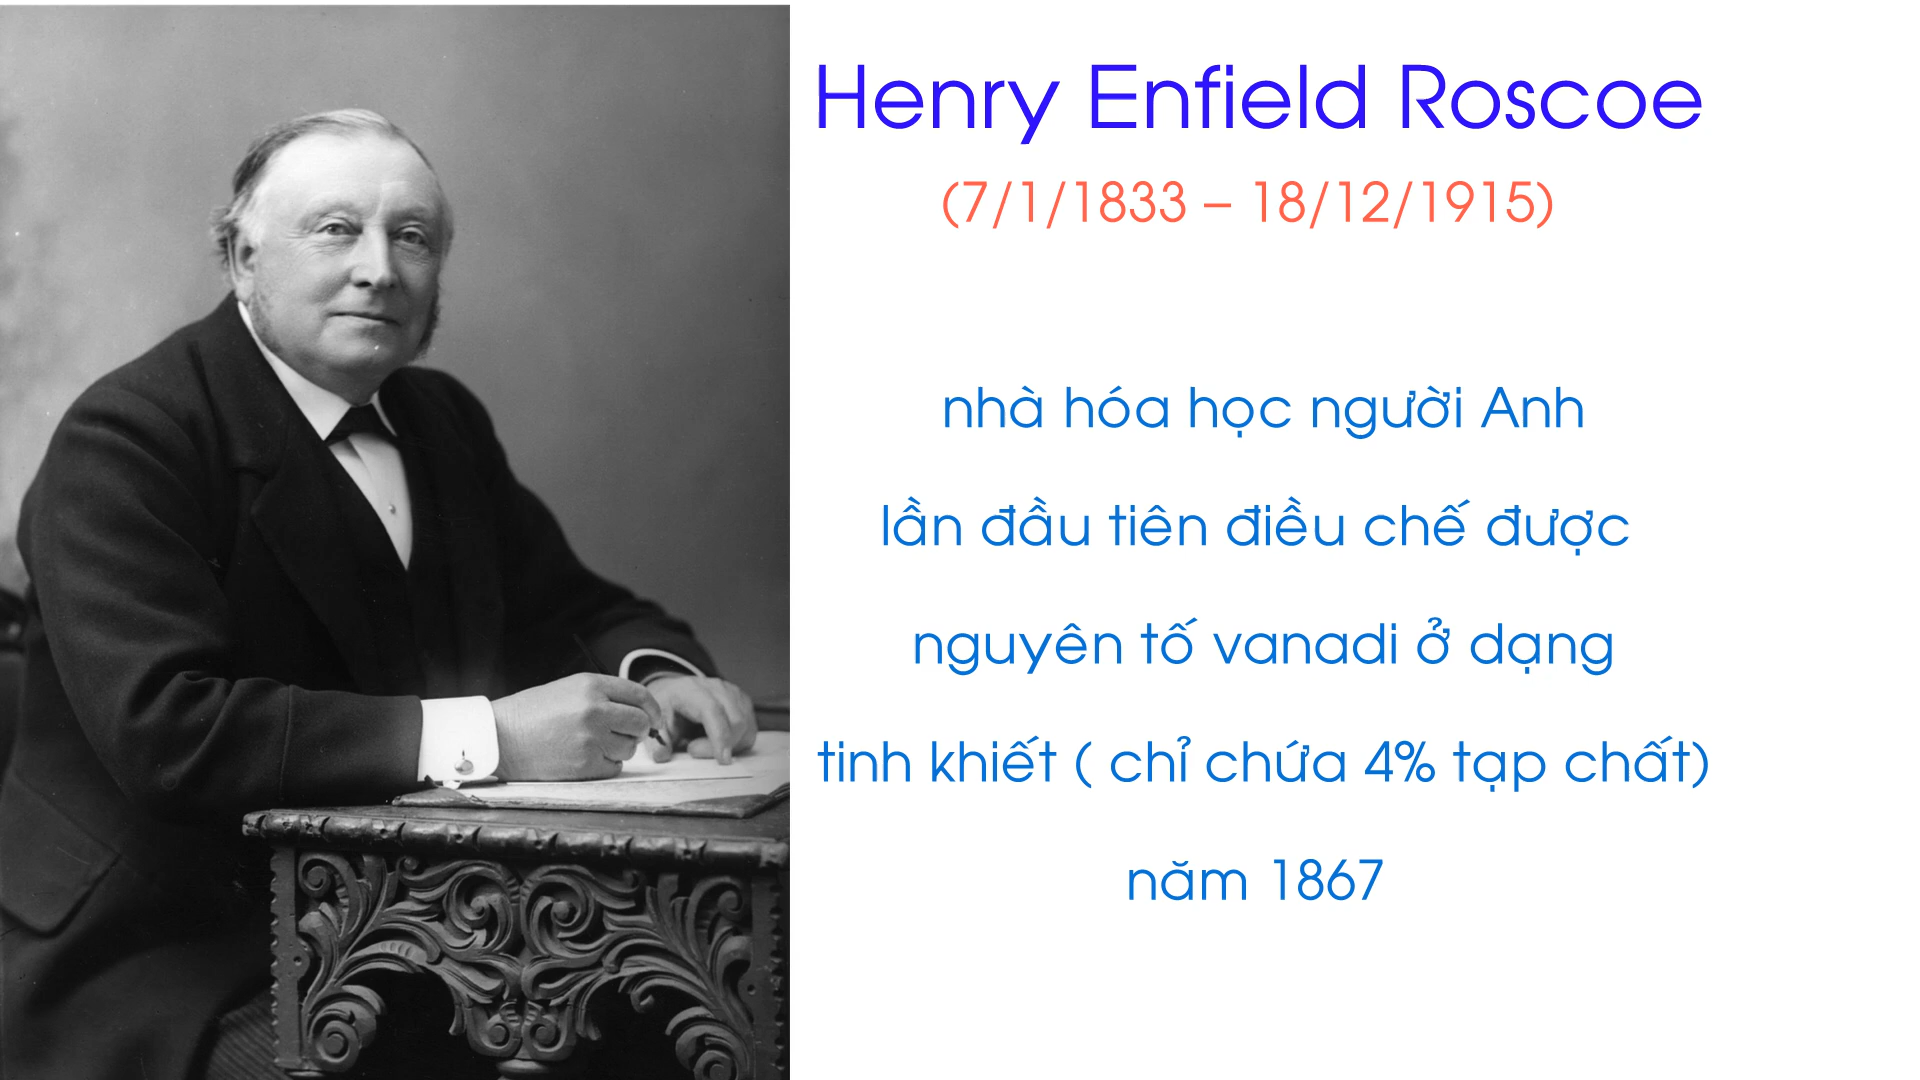 Henry Enfield Roscoe
(7/1/1833 – 18/12/1915)
nhà hóa học người Anh
lần đầu tiên điều chế được
nguyên tố vanadi ở dạng
tinh khiết ( chỉ chứa 4% tạp chất)
năm 1867